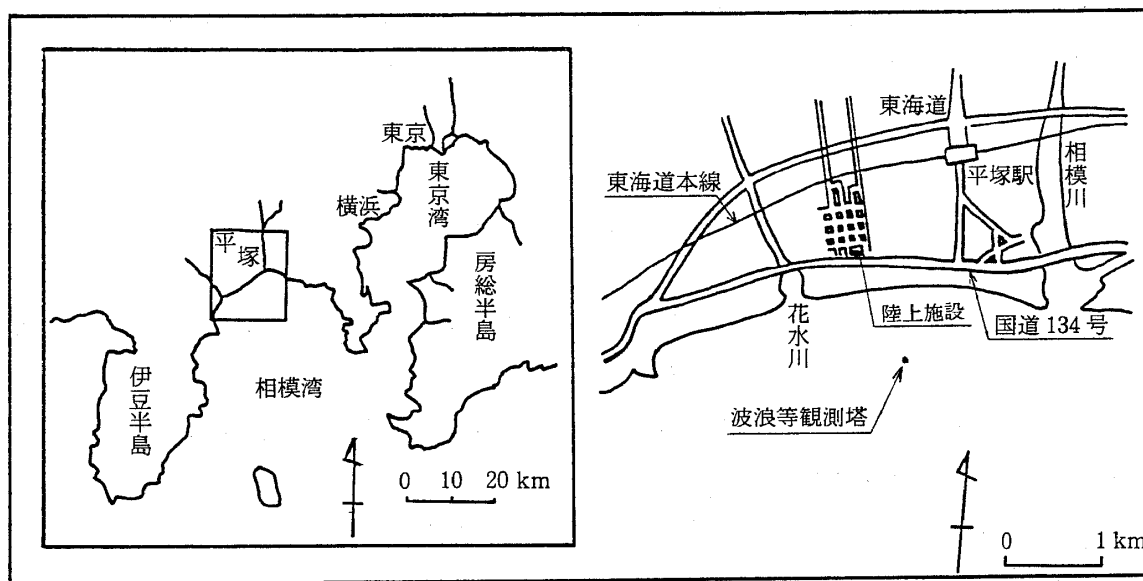 東京
東京湾
横浜
平塚
房総半島
伊豆半島
相模湾
0 10 20 km
東海道
東海道本線
平塚駅
相模川
花水川
陸上施設
国道 134 号
波浪等観測塔
0 1 km